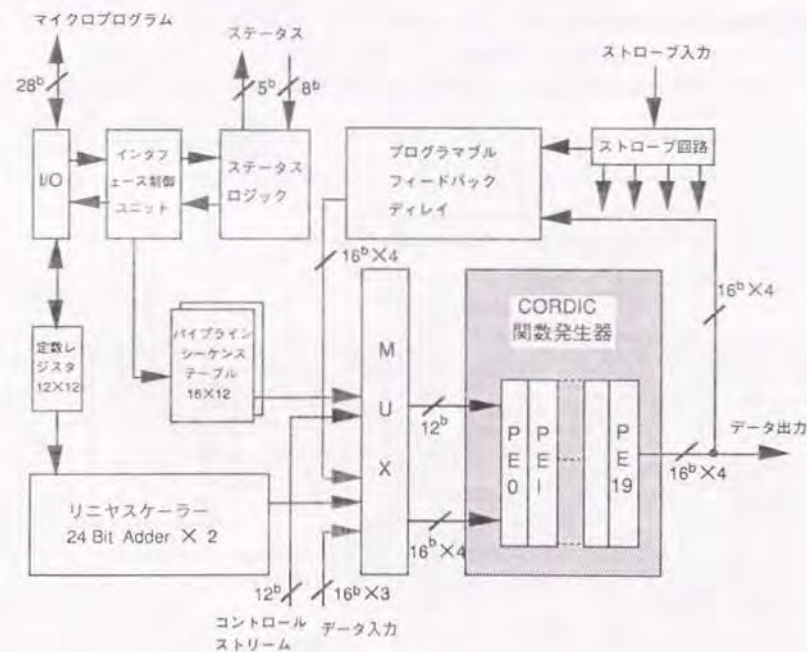 マイクロプログラム
ステータス
ストローブ入力
28b
5b
8b
I/O
インタフ
ェース制御
ユニット
ステータス
ロジック
プログラマブル
フィードバック
ディレイ
ストローブ回路
16b×4
16b×4
定数レ
ジスタ
12×12
パイプライン
シーケンス
テーブル
16×12
M
U
X
CORDIC
関数発生器
12b
PE0
PEI
PE19
データ出力
16b×4
16b×4
リニヤスケーラー
24 Bit Adder × 2
12b
16b×3
コントロール
ストリーム
データ入力